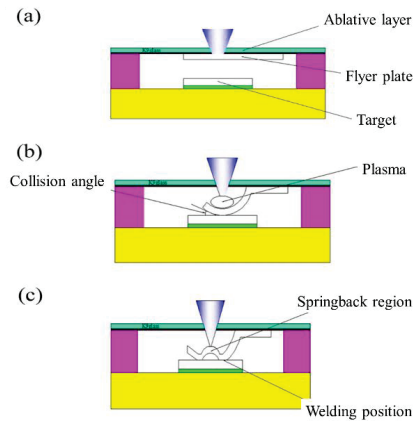 (a)
Ablative layer
Flyer plate
Target
(b)
Plasma
Collision angle
(c)
Springback region
Welding position